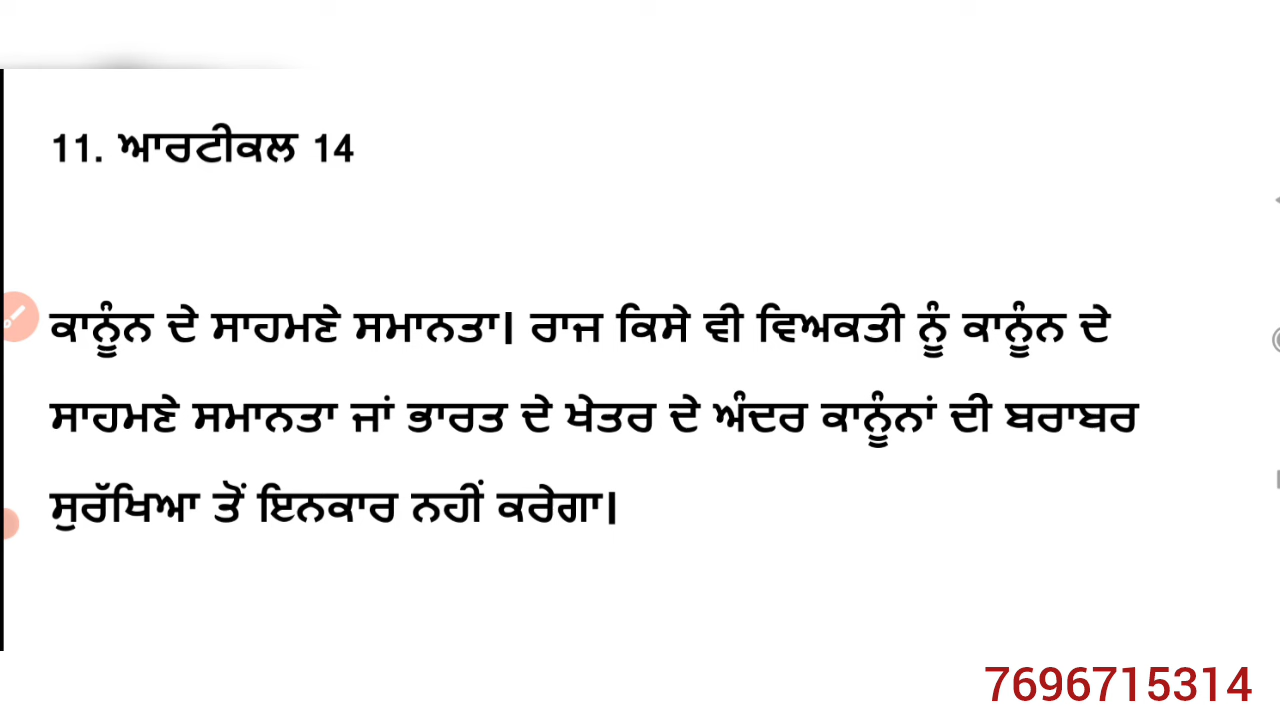 11. ਆਰਟੀਕਲ 14
ਕਾਨੂੰਨ ਦੇ ਸਾਹਮਣੇ ਸਮਾਨਤਾ। ਰਾਜ ਕਿਸੇ ਵੀ ਵਿਅਕਤੀ ਨੂੰ ਕਾਨੂੰਨ ਦੇ
ਸਾਹਮਣੇ ਸਮਾਨਤਾ ਜਾਂ ਭਾਰਤ ਦੇ ਖੇਤਰ ਦੇ ਅੰਦਰ ਕਾਨੂੰਨਾਂ ਦੀ ਬਰਾਬਰ
ਸੁਰੱਖਿਆ ਤੋਂ ਇਨਕਾਰ ਨਹੀਂ ਕਰੇਗਾ।
7696715314